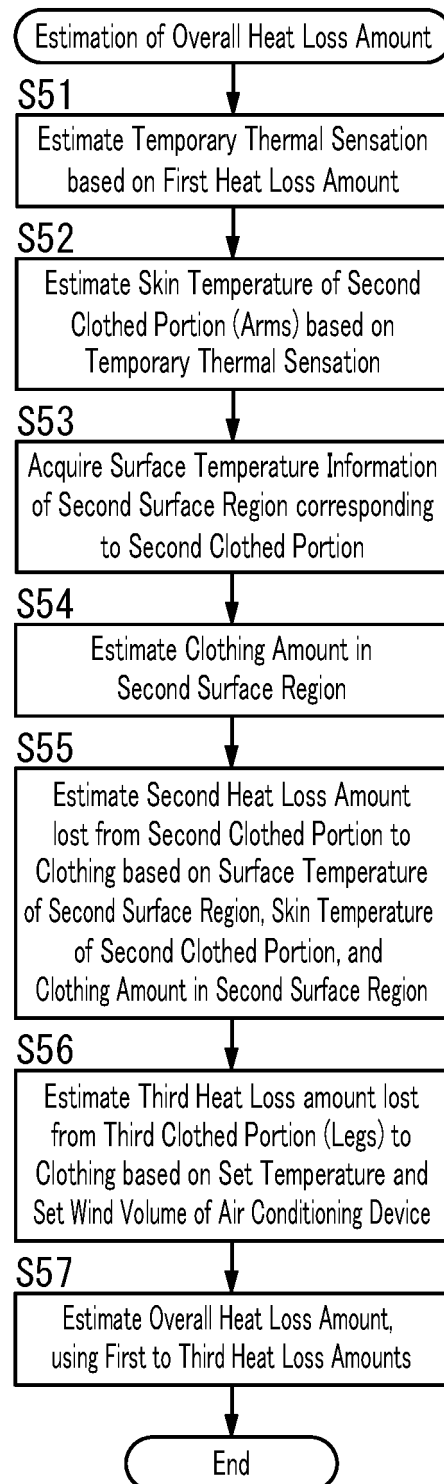 Estimation of Overall Heat Loss Amount
S51
Estimate Temporary Thermal Sensation
based on First Heat Loss Amount
S52
Estimate Skin Temperature of Second
Clothed Portion (Arms) based on
Temporary Thermal Sensation
S53
Acquire Surface Temperature Information
of Second Surface Region corresponding
to Second Clothed Portion
S54
Estimate Clothing Amount in
Second Surface Region
S55
Estimate Second Heat Loss Amount
lost from Second Clothed Portion to
Clothing based on Surface Temperature
of Second Surface Region, Skin Temperature
of Second Clothed Portion, and
Clothing Amount in Second Surface Region
S56
Estimate Third Heat Loss amount lost
from Third Clothed Portion (Legs) to
Clothing based on Set Temperature and
Set Wind Volume of Air Conditioning Device
S57
Estimate Overall Heat Loss Amount,
using First to Third Heat Loss Amounts
End